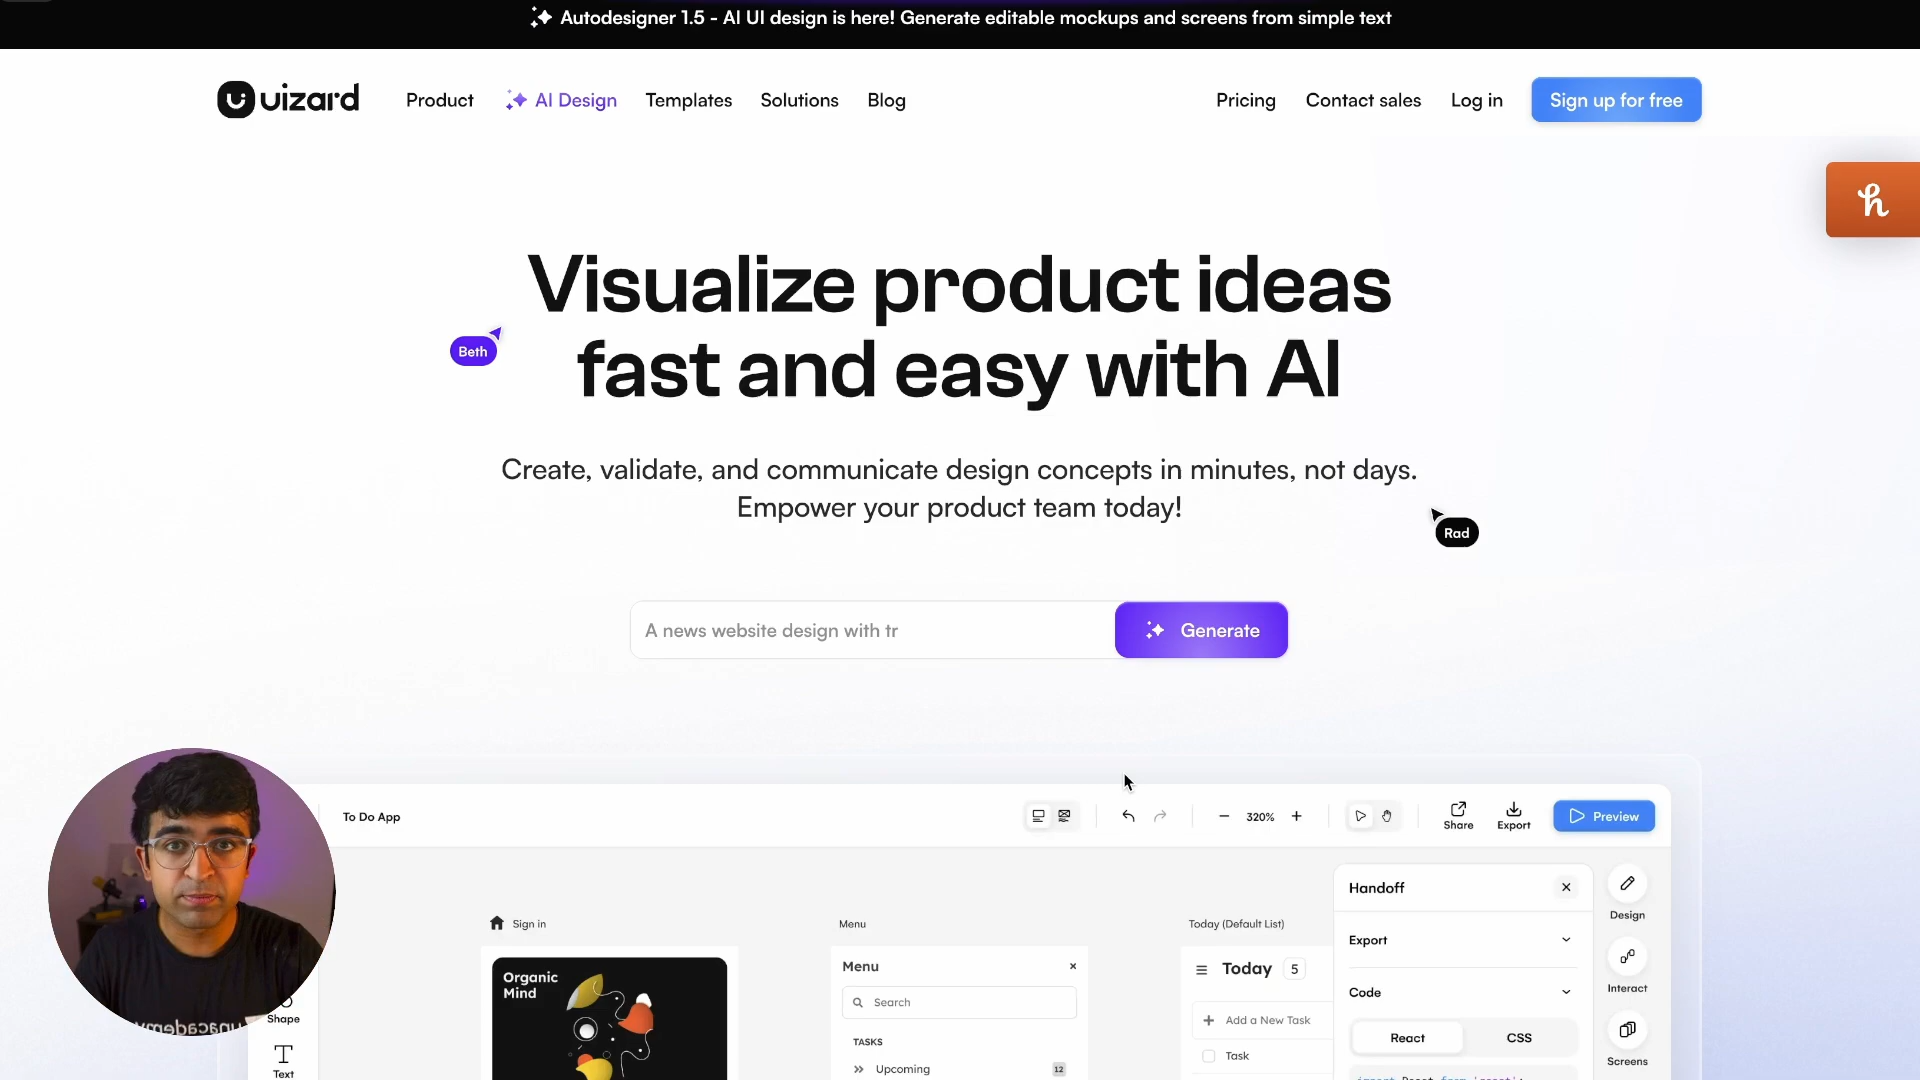 Autodesigner 1.5 - AI UI design is here! Generate editable mockups and screens from simple text
uizard
Product
AI Design
Templates
Solutions
Blog
Pricing
Contact sales
Log in
Sign up for free
Visualize product ideas
fast and easy with AI
Beth
Create, validate, and communicate design concepts in minutes, not days.
Empower your product team today!
Rad
A news website design with tr
Generate
To Do App
320%
Share
Export
Preview
Handoff
Design
Sign in
Menu
Today (Default List)
Export
Organic
Mind
Menu
Search
Today 5
Add a New Task
Code
Interact
Shape
TASKS
React
CSS
Task
Upcoming 12
Screens
Text